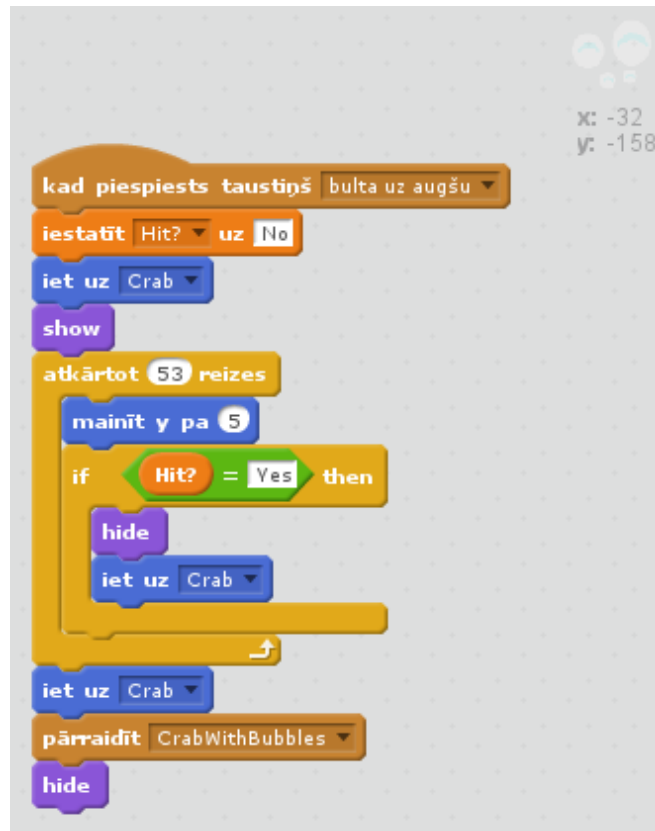 x: -32
y: -158
kad piespiests taustiņš bulta uz augšu
iestatīt Hit? uz No
iet uz Crab
show
atkārtot 53 reizes
mainīt y pa 5
if Hit? = Yes then
hide
iet uz Crab
iet uz Crab
pārraidīt CrabWithBubbles
hide